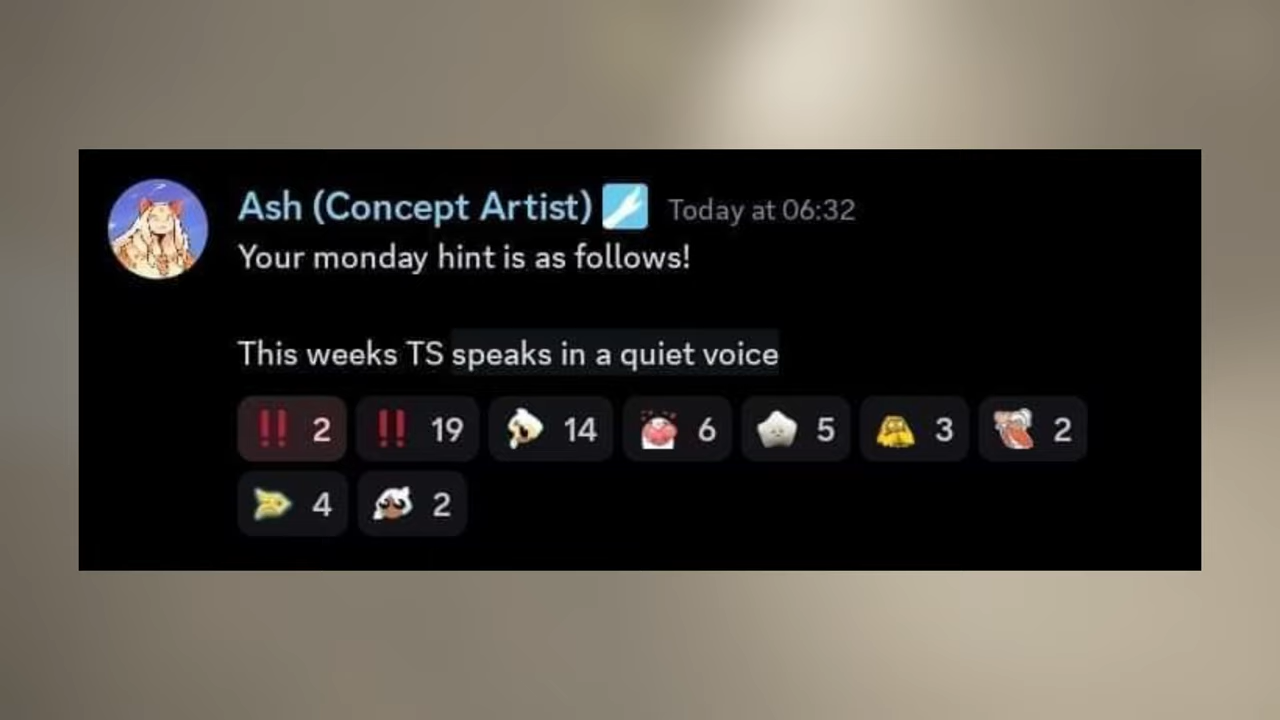 Ash (Concept Artist) Today at 06:32
Your monday hint is as follows!
This weeks TS speaks in a quiet voice
!! 2 !! 19 14 6 5 3 2
4 2